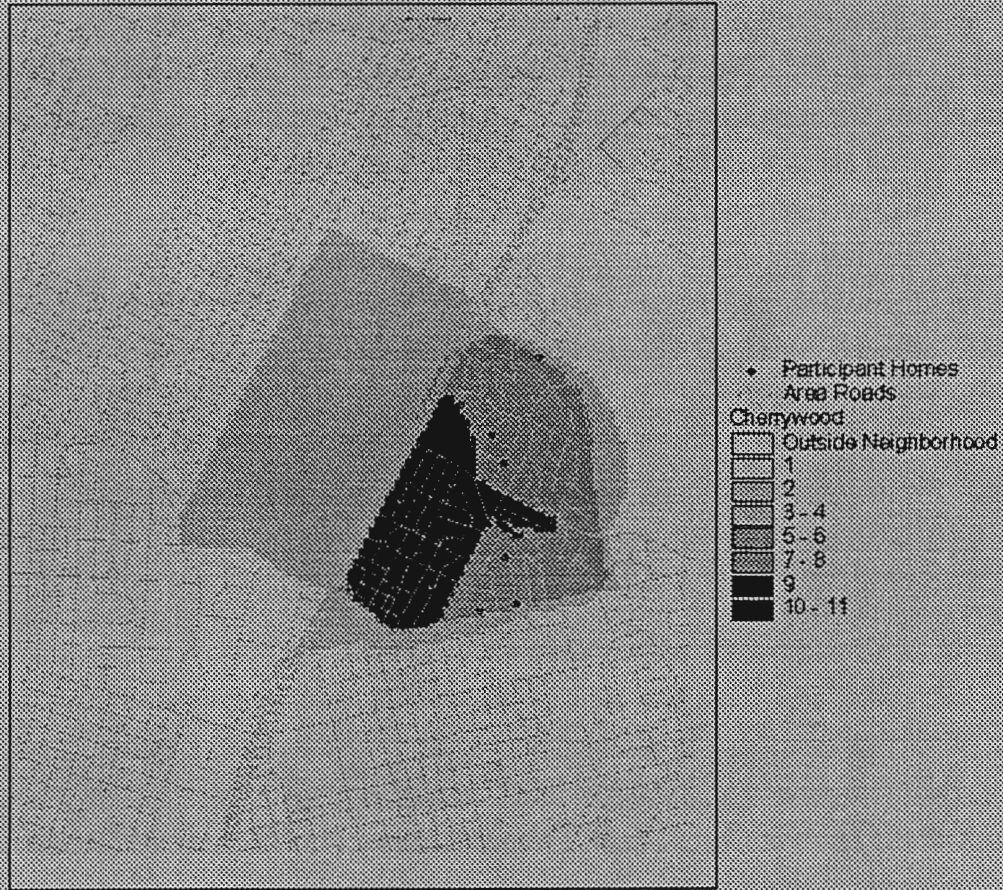 Participant Homes
Area Roads
Cherrywood
Outside Neighborhood
1
2
3 - 4
5 - 6
7 - 8
9
10 - 11